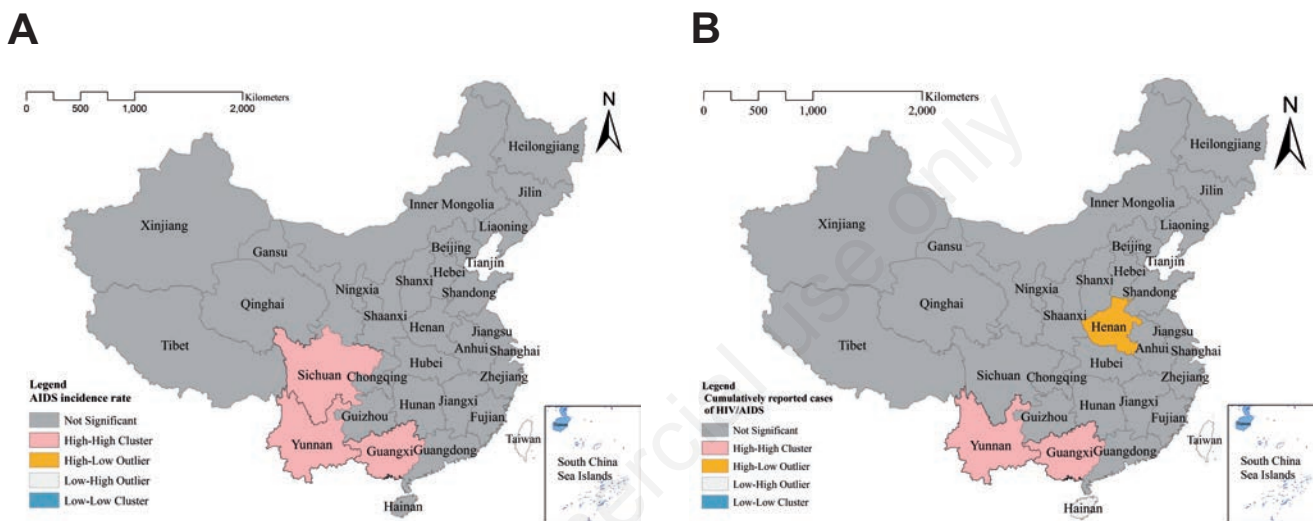 A
Kilometers
0 500 1,000 2,000
N
Heilongjiang
Jilin
Inner Mongolia
Liaoning
Xinjiang
Beijing
Gansu
Tianjin
Hebei
Shanxi
Ningxia
Shandong
Qinghai
Shaanxi
Henan
Jiangsu
Tibet
Anhui Shanghai
Hubei
Sichuan
Chongqing
Zhejiang
Hunan
Jiangxi
Guizhou
Fujian
Yunnan
Guangxi
Guangdong
Taiwan
Hainan
South China
Sea Islands
Legend
AIDS incidence rate
Not Significant
High-High Cluster
High-Low Outlier
Low-High Outlier
Low-Low Cluster
B
Kilometers
0 500 1,000 2,000
N
Heilongjiang
Jilin
Inner Mongolia
Liaoning
Xinjiang
Beijing
Gansu
Tianjin
Hebei
Shanxi
Ningxia
Shandong
Qinghai
Shaanxi
Henan
Jiangsu
Tibet
Anhui Shanghai
Hubei
Sichuan
Chongqing
Zhejiang
Hunan
Jiangxi
Guizhou
Fujian
Yunnan
Guangxi
Guangdong
Taiwan
Hainan
South China
Sea Islands
Legend
Cumulatively reported cases
of HIV/AIDS
Not Significant
High-High Cluster
High-Low Outlier
Low-High Outlier
Low-Low Cluster
ercial use only